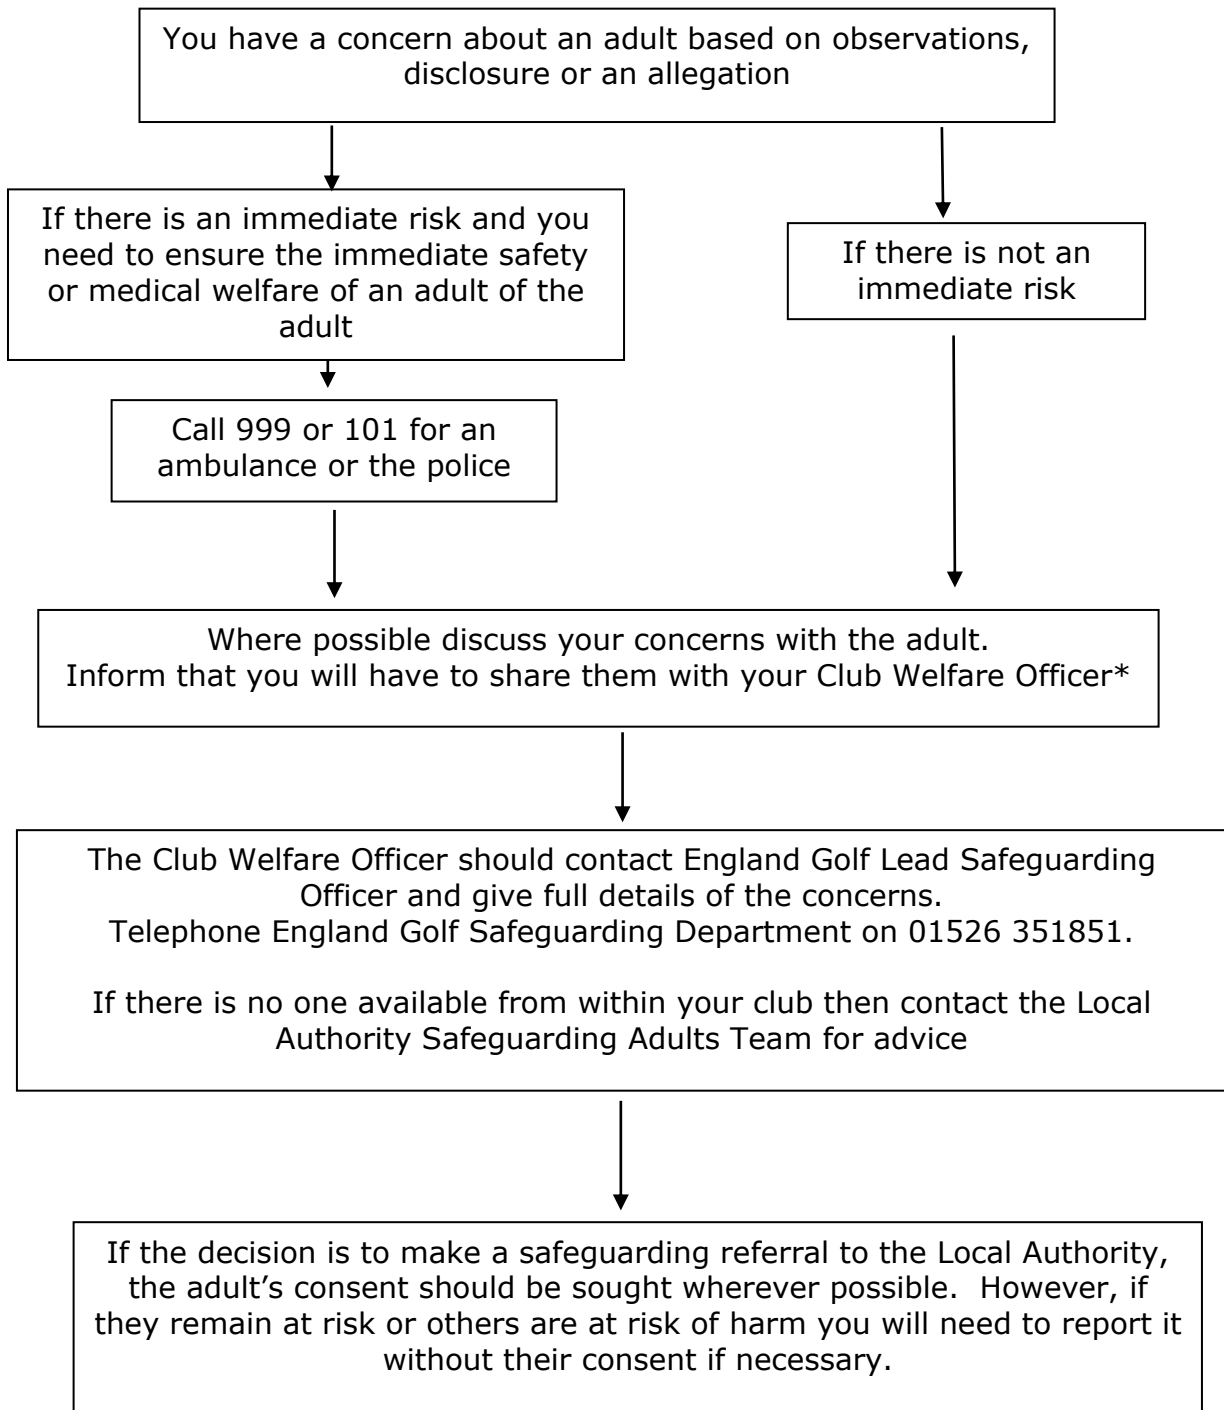 You have a concern about an adult based on observations,
disclosure or an allegation
If there is an immediate risk and you
need to ensure the immediate safety
or medical welfare of an adult of the
adult
If there is not an
immediate risk
Call 999 or 101 for an
ambulance or the police
Where possible discuss your concerns with the adult.
Inform that you will have to share them with your Club Welfare Officer*
The Club Welfare Officer should contact England Golf Lead Safeguarding
Officer and give full details of the concerns.
Telephone England Golf Safeguarding Department on 01526 351851.
If there is no one available from within your club then contact the Local
Authority Safeguarding Adults Team for advice
If the decision is to make a safeguarding referral to the Local Authority,
the adult’s consent should be sought wherever possible.  However, if
they remain at risk or others are at risk of harm you will need to report it
without their consent if necessary.